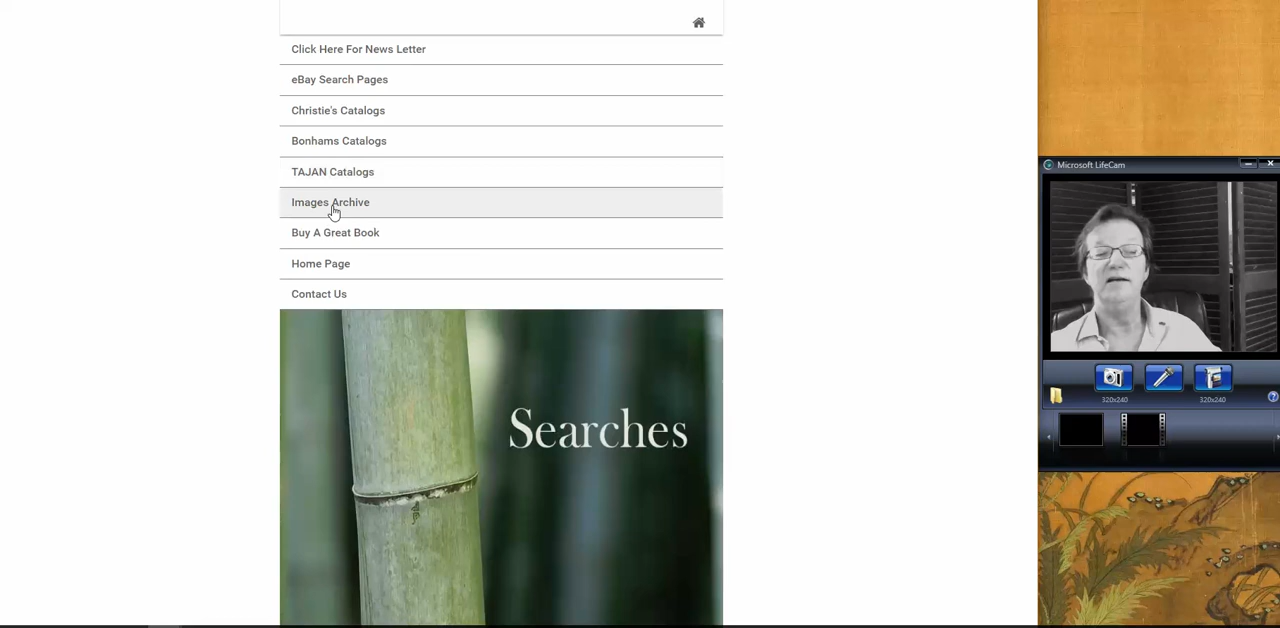 Click Here For News Letter
eBay Search Pages
Christie's Catalogs
Bonhams Catalogs
TAJAN Catalogs
Images Archive
Buy A Great Book
Home Page
Contact Us
Searches
Microsoft LifeCam
320x240
320x240